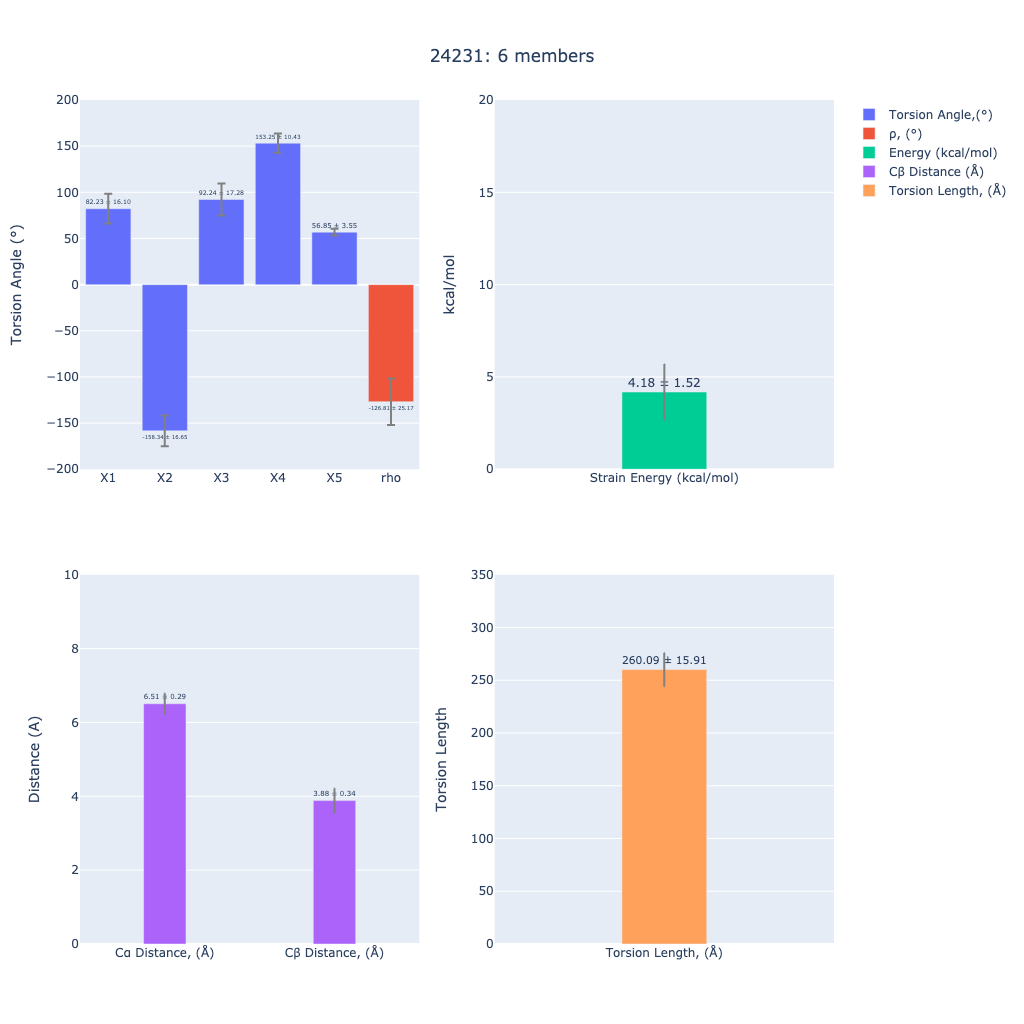 24231: 6 members
Torsion Angle (°)
200
150
100
50
0
−50
−100
−150
−200
82.23 ± 16.10
-158.34 ± 16.65
92.24 ± 17.28
153.25 ± 10.43
56.85 ± 3.55
-126.81 ± 25.17
X1 X2 X3 X4 X5 rho
kcal/mol
20
15
10
5
0
4.18 ± 1.52
Strain Energy (kcal/mol)
Torsion Angle,(°)
ρ, (°)
Energy (kcal/mol)
Cβ Distance (Å)
Torsion Length, (Å)
Distance (A)
10
8
6
4
2
0
6.51 ± 0.29
3.88 ± 0.34
Cα Distance, (Å) Cβ Distance, (Å)
Torsion Length
350
300
250
200
150
100
50
0
260.09 ± 15.91
Torsion Length, (Å)